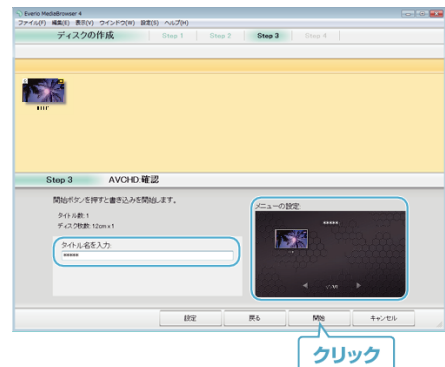 Everio MediaBrowser 4
ファイル(F) 編集(E) 表示(V) ウインドウ(W) 設定(S) ヘルプ(H)
ディスクの作成 Step 1 Step 2 Step 3 Step 4
Step 3 AVCHD:確認
開始ボタンを押すと書き込みを開始します。
タイトル数: 1
ディスク枚数: 12cm x 1
タイトル名を入力:
*****
メニューの設定:
*****
設定 戻る 開始 キャンセル
クリック